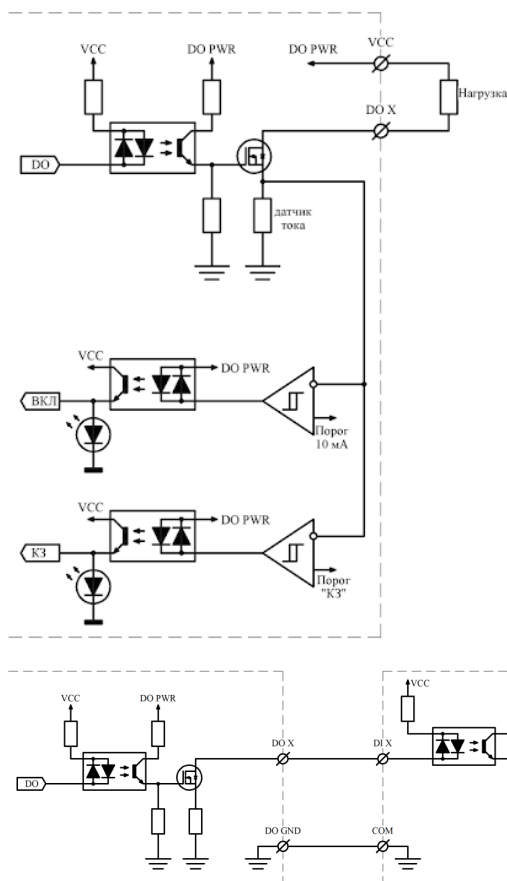 VCC
DO PWR
DO PWR
VCC
Нагрузка
DO X
DO
датчик
тока
VCC
DO PWR
ВКЛ
Порог
10 мА
VCC
DO PWR
КЗ
Порог
"КЗ"
VCC
DO PWR
VCC
DO X
DI X
DO
DO GND
COM